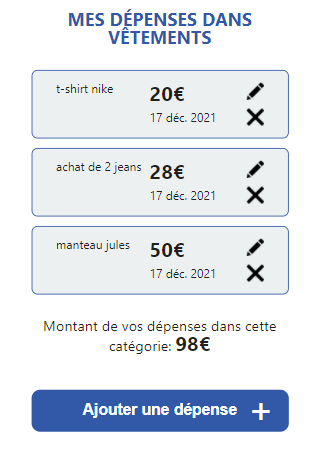 MES DÉPENSES DANS
VÊTEMENTS
t-shirt nike
20€
17 déc. 2021
achat de 2 jeans
28€
17 déc. 2021
manteau jules
50€
17 déc. 2021
Montant de vos dépenses dans cette
catégorie: 98€
Ajouter une dépense +